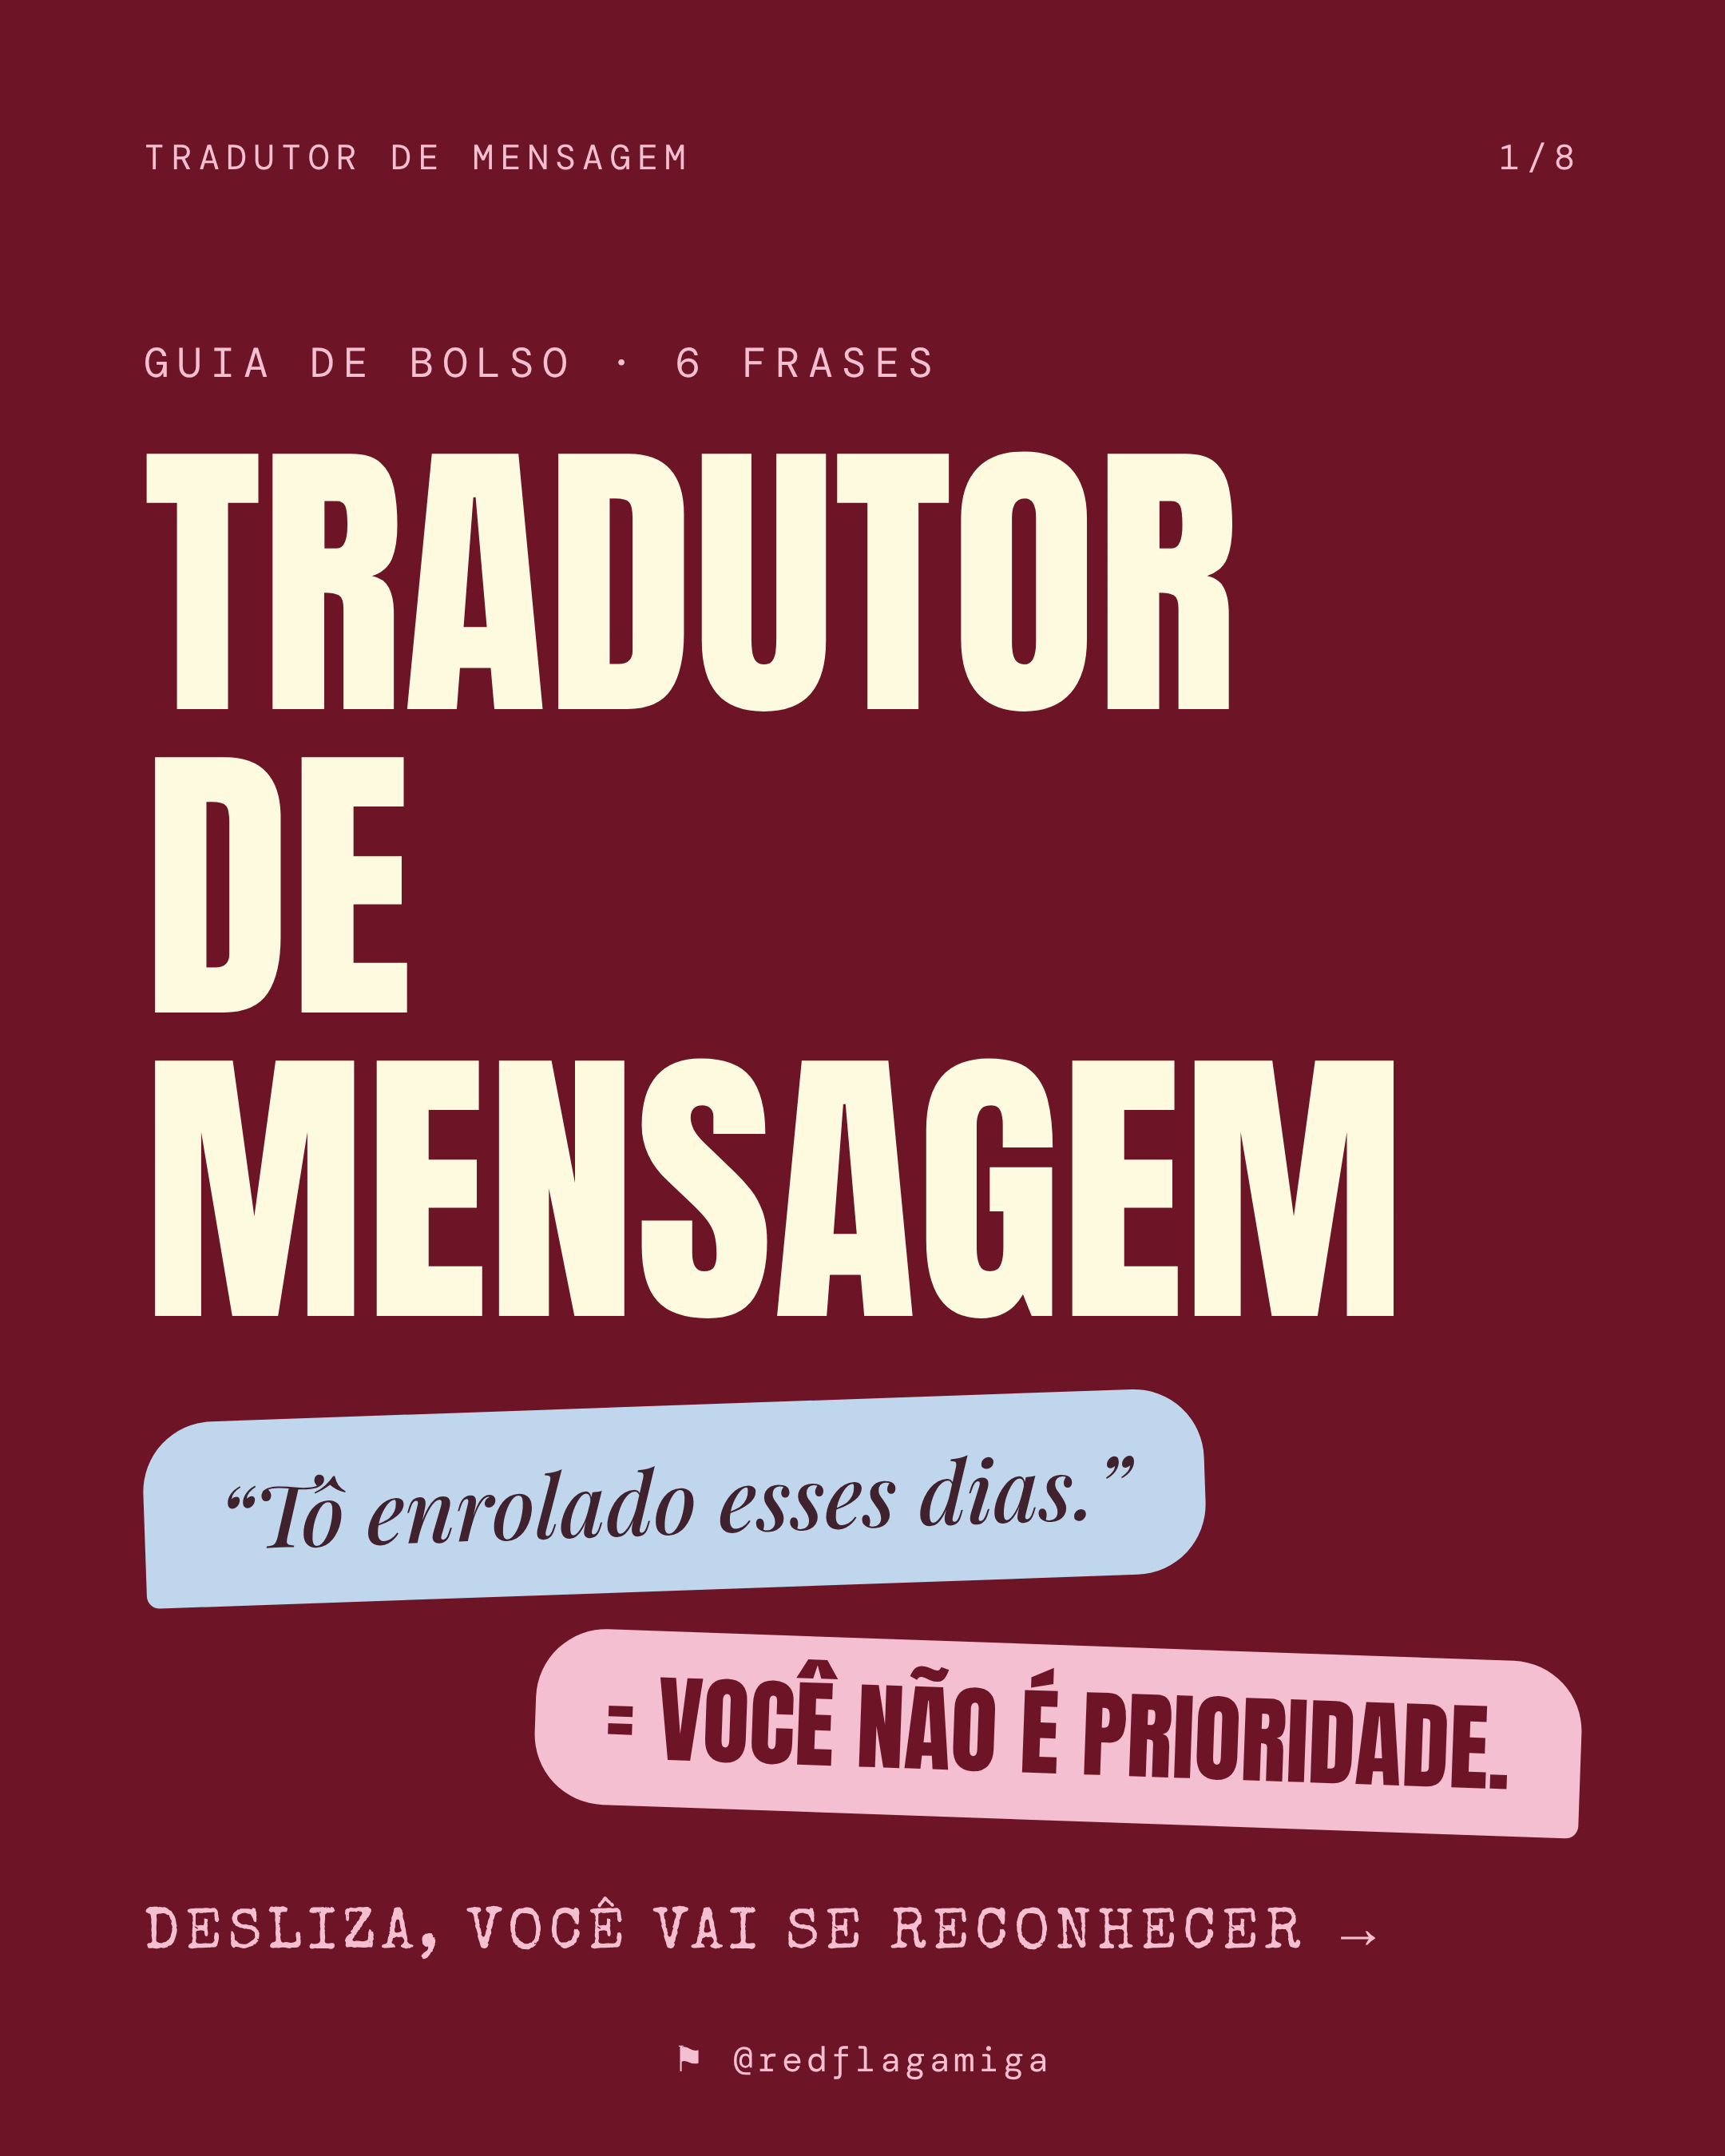 TRADUTOR DE MENSAGEM 1/8
GUIA DE BOLSO · 6 FRASES
TRADUTOR
DE
MENSAGEM
“Tô enrolado esses dias.”
= VOCÊ NÃO É PRIORIDADE.
DESLIZA, VOCÊ VAI SE RECONHECER →
⚑ @redflagamiga